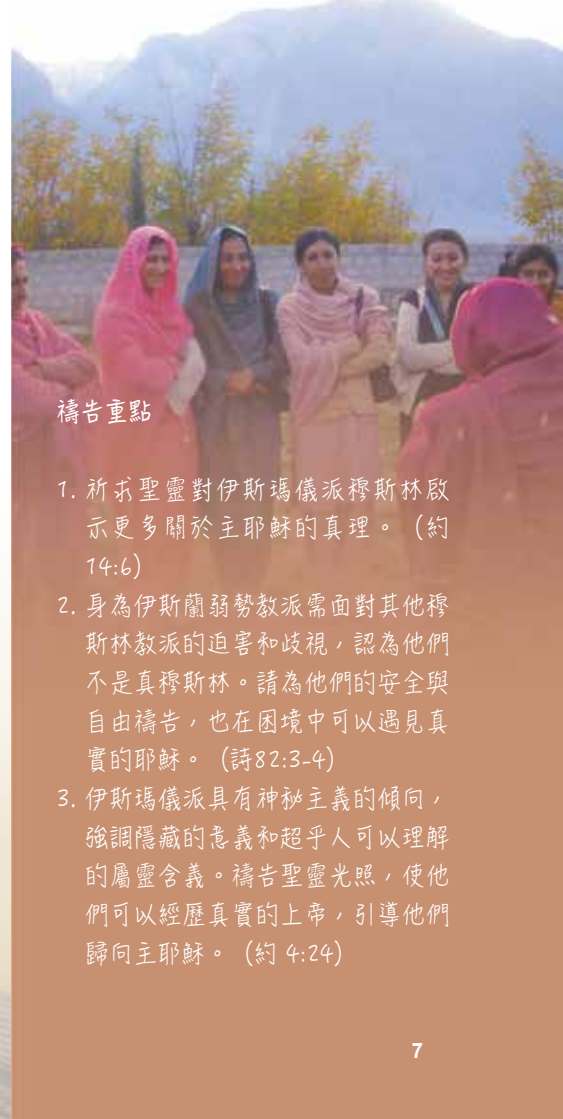 禱告重點
1. 祈求聖靈對伊斯瑪儀派穆斯林啟
示更多關於主耶穌的真理。（約
14:6)
2. 身為伊斯蘭弱勢教派需面對其他穆
斯林教派的迫害和歧視，認為他們
不是真穆斯林。請為他們的安全與
自由禱告，也在困境中可以遇見真
實的耶穌。（詩82:3-4)
3. 伊斯瑪儀派具有神秘主義的傾向，
強調隱藏的意義和超乎人可以理解
的屬靈含義。禱告聖靈光照，使他
們可以經歷真實的上帝，引導他們
歸向主耶穌。（約 4:24)
7